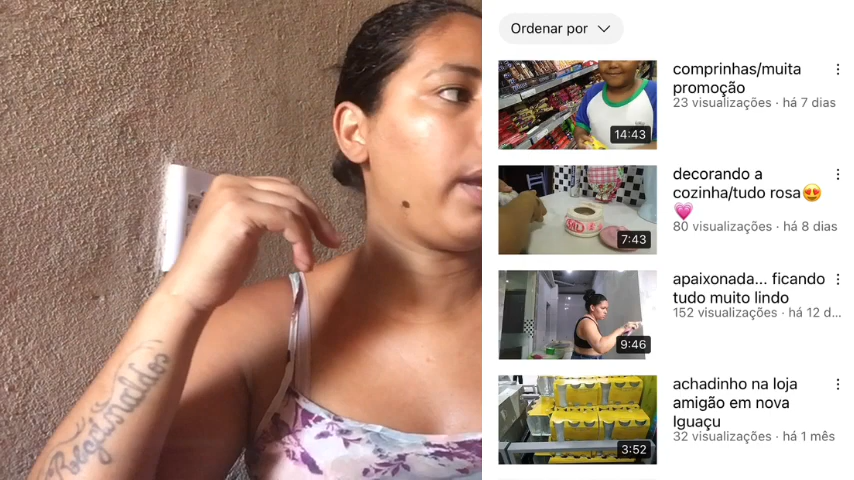 Ordenar por
comprinhas/muita
promoção
23 visualizações · há 7 dias
14:43
decorando a
cozinha/tudo rosa😍
💗
80 visualizações · há 8 dias
7:43
apaixonada... ficando
tudo muito lindo
152 visualizações · há 12 d...
9:46
achadinho na loja
amigão em nova
Iguaçu
32 visualizações · há 1 mês
3:52